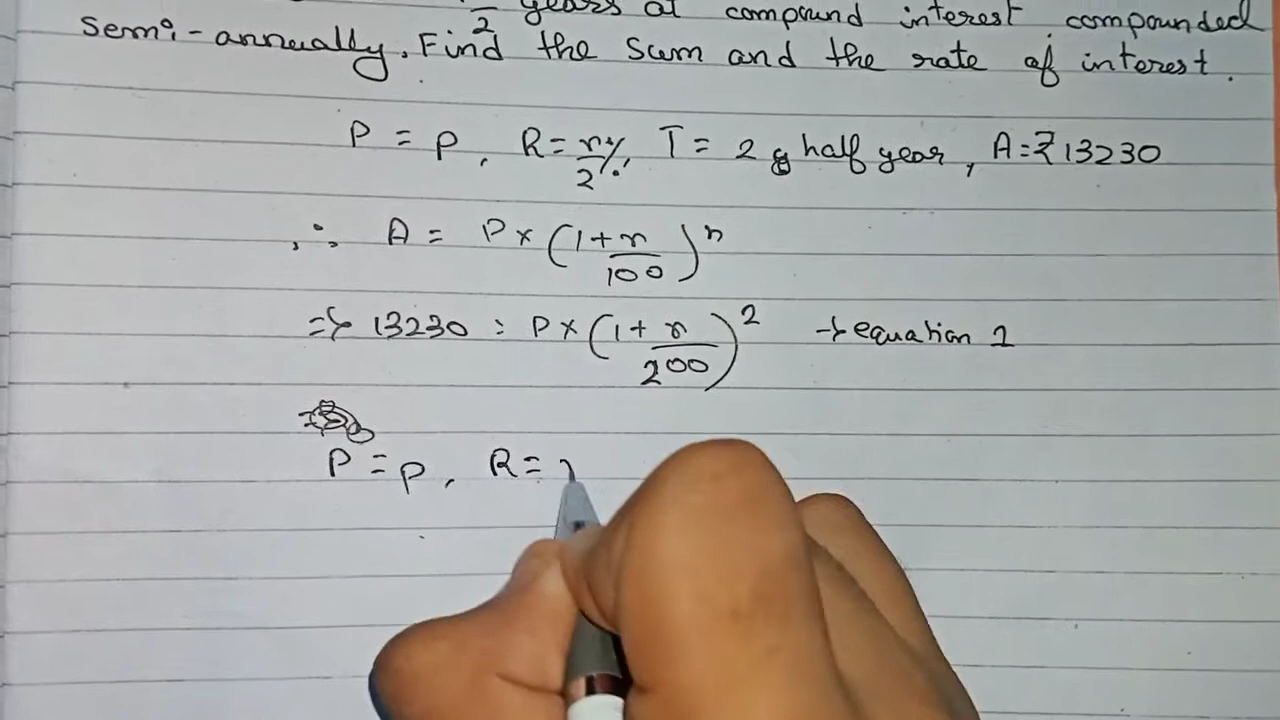 2 years at compound interest compounded
Semi-annually. Find the Sum and the rate of interest.
P = P, R = r/2 %, T = 2 half year, A = ₹13230
∴ A = P × (1 + r/100)^n
=> 13230 = P × (1 + r/200)^2 → equation 1
P = P, R =